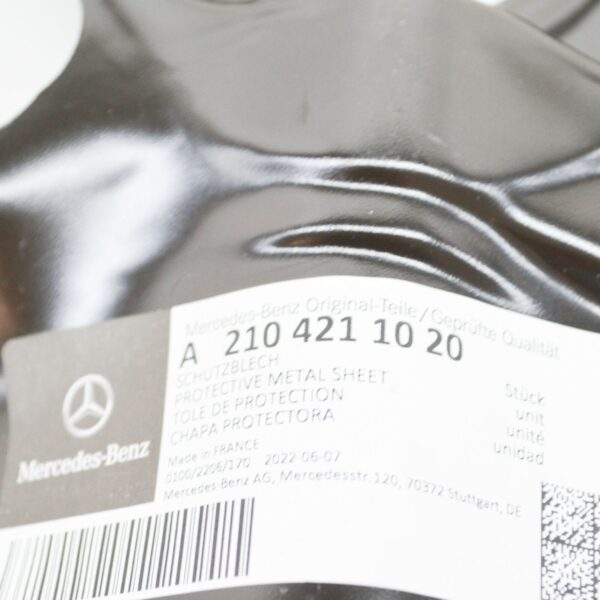 Mercedes-Benz Original-Teile / Geprüfte Qualität
A 210 421 10 20
SCHUTZBLECH
PROTECTIVE METAL SHEET
TOLE DE PROTECTION
CHAPA PROTECTORA
Stück
unit
unité
unidad
Made in FRANCE
0100/2206/170 2022-06-07
Mercedes-Benz AG, Mercedesstr.120, 70372 Stuttgart, DE
Mercedes-Benz